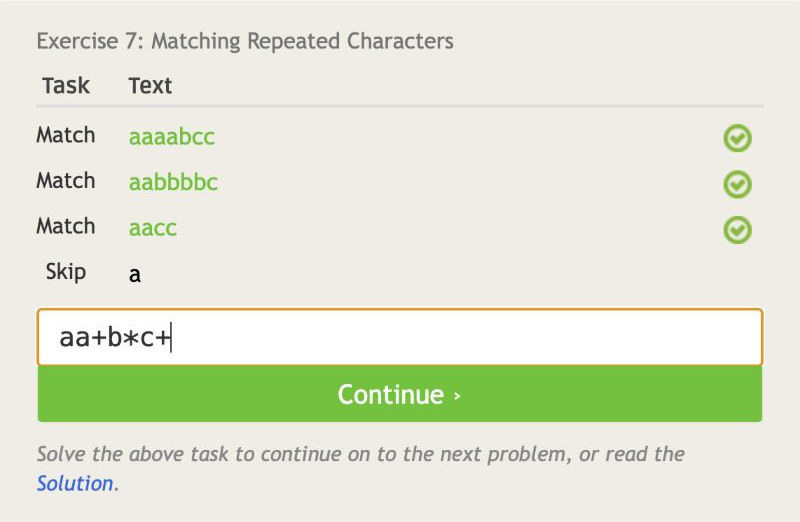 Exercise 7: Matching Repeated Characters
Task Text
Match aaaabcc
Match aabbbbc
Match aacc
Skip a
aa+b*c+
Continue ›
Solve the above task to continue on to the next problem, or read the
Solution.